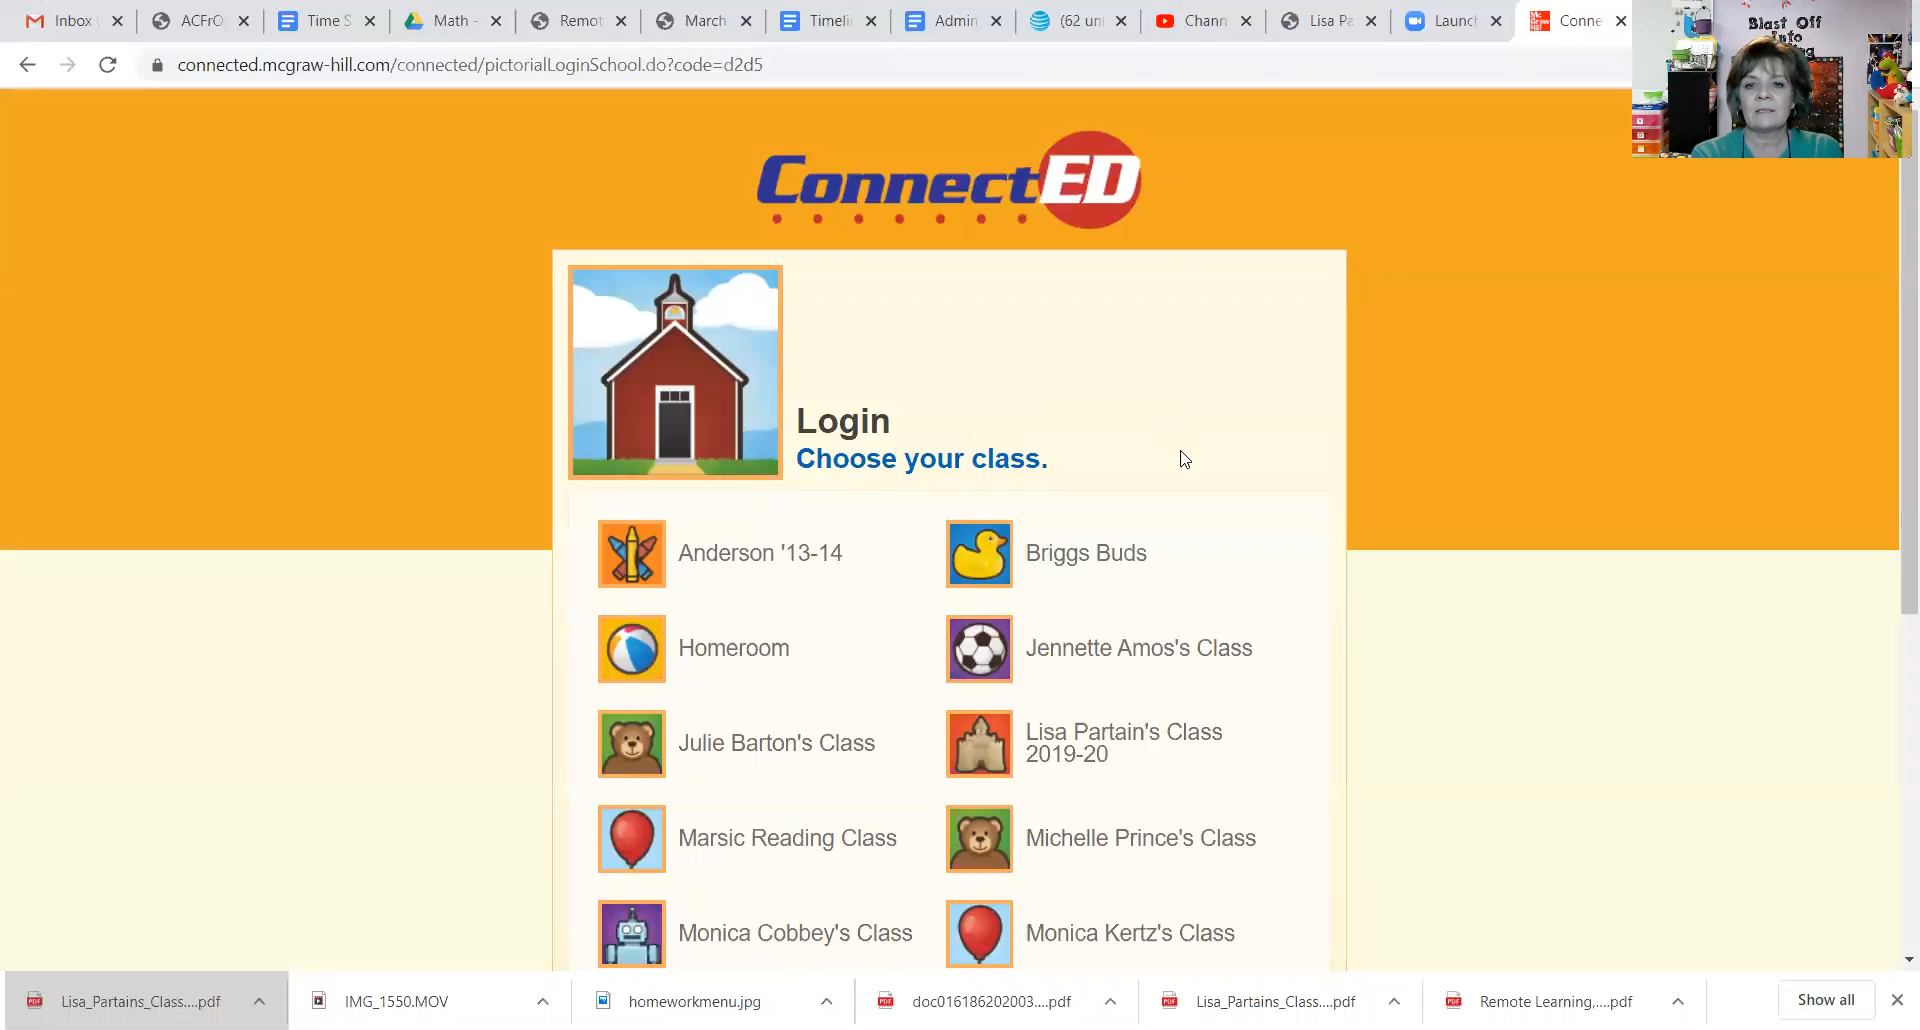 Inbox
ACFrO
Time S
Math -
Remot
March
Timelin
Admin
(62 un
Chann
Lisa Pa
Launch
Conne
connected.mcgraw-hill.com/connected/pictorialLoginSchool.do?code=d2d5
Blast Off
Into
ConnectED
Login
Choose your class.
Anderson '13-14
Briggs Buds
Homeroom
Jennette Amos's Class
Julie Barton's Class
Lisa Partain's Class
2019-20
Marsic Reading Class
Michelle Prince's Class
Monica Cobbey's Class
Monica Kertz's Class
Lisa_Partains_Class....pdf
IMG_1550.MOV
homeworkmenu.jpg
doc016186202003....pdf
Lisa_Partains_Class....pdf
Remote Learning,....pdf
Show all